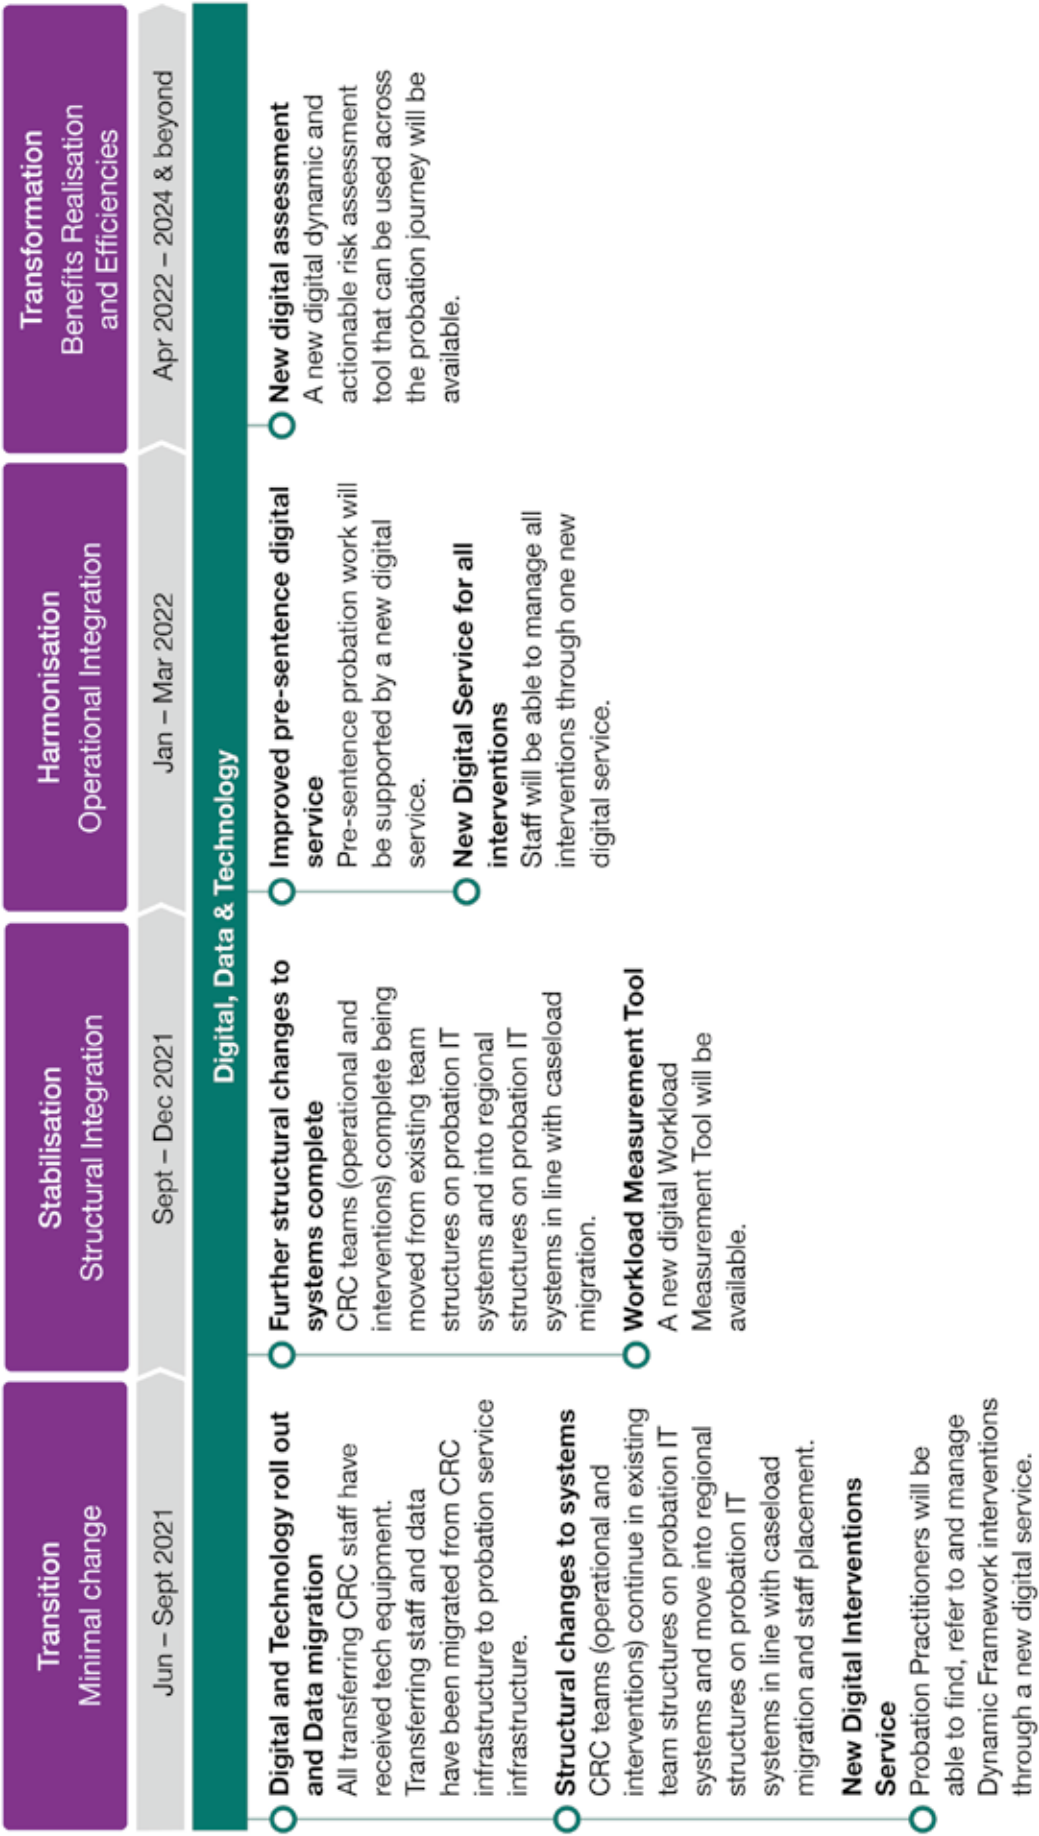 Transition
Minimal change
Jun – Sept 2021
Stabilisation
Structural Integration
Sept – Dec 2021
Harmonisation
Operational Integration
Jan – Mar 2022
Transformation
Benefits Realisation
and Efficiencies
Apr 2022 – 2024 & beyond
Digital, Data & Technology
Digital and Technology roll out
and Data migration
All transferring CRC staff have
received tech equipment.
Transferring staff and data
have been migrated from CRC
infrastructure to probation service
infrastructure.
Structural changes to systems
CRC teams (operational and
interventions) continue in existing
team structures on probation IT
systems and move into regional
structures on probation IT
systems in line with caseload
migration and staff placement.
New Digital Interventions
Service
Probation Practitioners will be
able to find, refer to and manage
Dynamic Framework interventions
through a new digital service.
Further structural changes to
systems complete
CRC teams (operational and
interventions) complete being
moved from existing team
structures on probation IT
systems and into regional
structures on probation IT
systems in line with caseload
migration.
Workload Measurement Tool
A new digital Workload
Measurement Tool will be
available.
Improved pre-sentence digital
service
Pre-sentence probation work will
be supported by a new digital
service.
New Digital Service for all
interventions
Staff will be able to manage all
interventions through one new
digital service.
New digital assessment
A new digital dynamic and
actionable risk assessment
tool that can be used across
the probation journey will be
available.